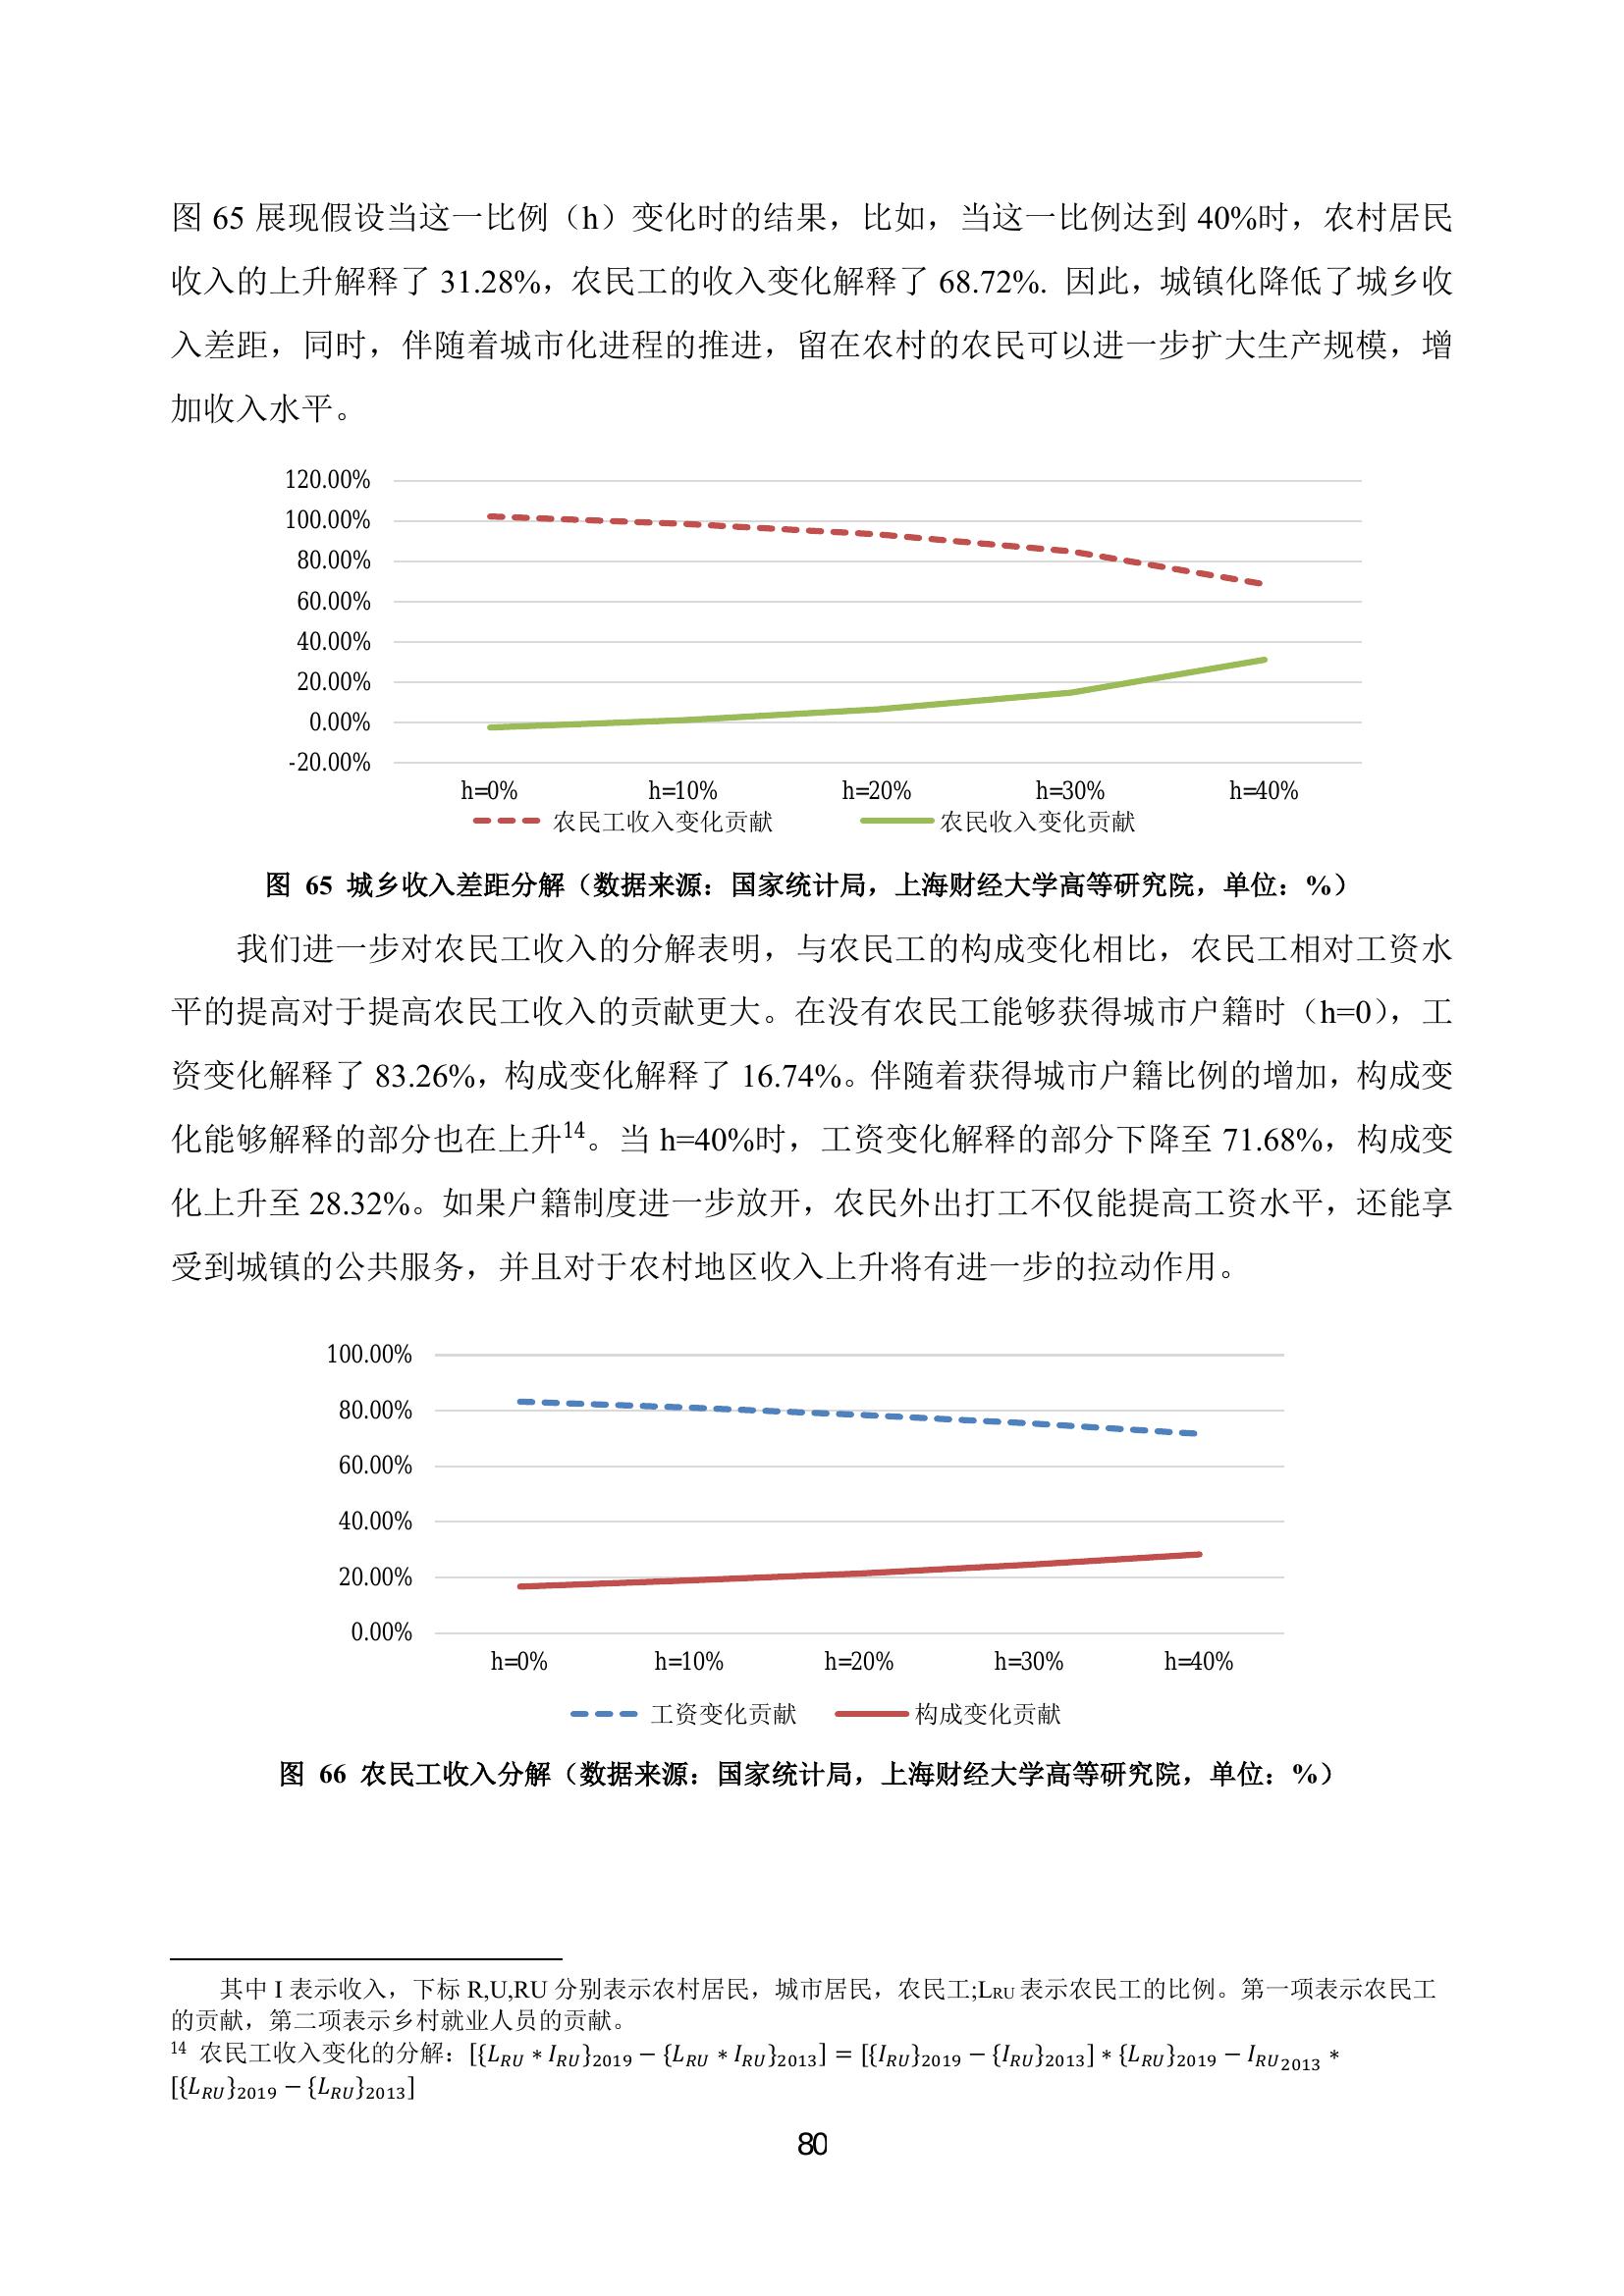 图 65 展现假设当这一比例（h）变化时的结果，比如，当这一比例达到 40%时，农村居民
收入的上升解释了 31.28%，农民工的收入变化解释了 68.72%. 因此，城镇化降低了城乡收
入差距，同时，伴随着城市化进程的推进，留在农村的农民可以进一步扩大生产规模，增
加收入水平。
120.00%
100.00%
80.00%
60.00%
40.00%
20.00%
0.00%
-20.00%
h=0% h=10% h=20% h=30% h=40%
农民工收入变化贡献 农民收入变化贡献
图 65 城乡收入差距分解（数据来源：国家统计局，上海财经大学高等研究院，单位：%）
我们进一步对农民工收入的分解表明，与农民工的构成变化相比，农民工相对工资水
平的提高对于提高农民工收入的贡献更大。在没有农民工能够获得城市户籍时（h=0），工
资变化解释了 83.26%，构成变化解释了 16.74%。伴随着获得城市户籍比例的增加，构成变
化能够解释的部分也在上升14。当 h=40%时，工资变化解释的部分下降至 71.68%，构成变
化上升至 28.32%。如果户籍制度进一步放开，农民外出打工不仅能提高工资水平，还能享
受到城镇的公共服务，并且对于农村地区收入上升将有进一步的拉动作用。
100.00%
80.00%
60.00%
40.00%
20.00%
0.00%
h=0% h=10% h=20% h=30% h=40%
工资变化贡献 构成变化贡献
图 66 农民工收入分解（数据来源：国家统计局，上海财经大学高等研究院，单位：%）
其中 I 表示收入，下标 R,U,RU 分别表示农村居民，城市居民，农民工;LRU 表示农民工的比例。第一项表示农民工
的贡献，第二项表示乡村就业人员的贡献。
14 农民工收入变化的分解：[{L_RU ∗ I_RU}2019 − {L_RU ∗ I_RU}2013] = [{I_RU}2019 − {I_RU}2013] ∗ {L_RU}2019 − I_RU2013 ∗
[{L_RU}2019 − {L_RU}2013]
80